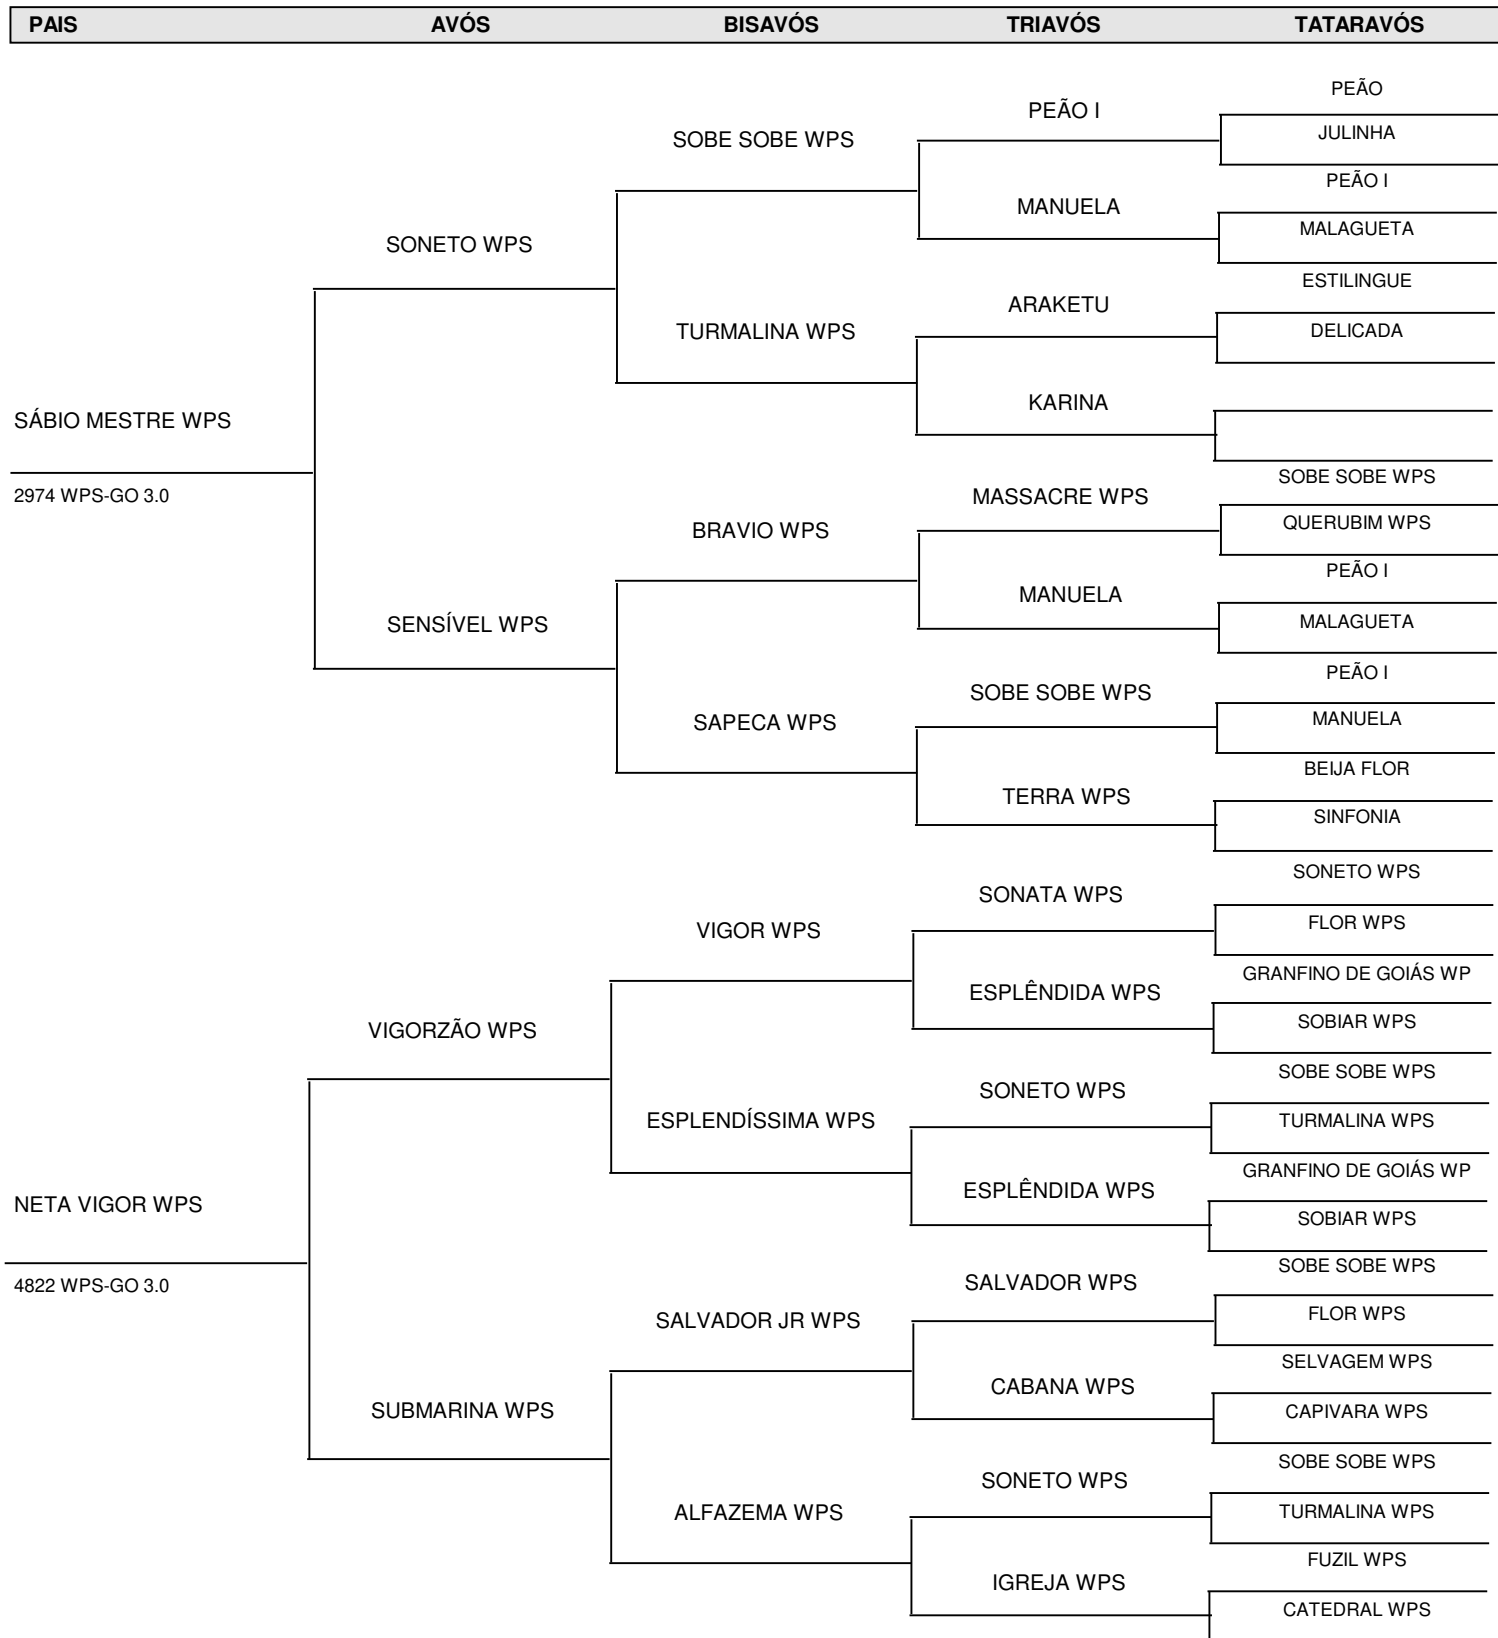 PAIS AVÓS BISAVÓS TRIAVÓS TATARAVÓS
PEÃO
PEÃO I
JULINHA
SOBE SOBE WPS
PEÃO I
MANUELA
MALAGUETA
SONETO WPS
ESTILINGUE
ARAKETU
DELICADA
TURMALINA WPS
KARINA
SÁBIO MESTRE WPS
SOBE SOBE WPS
2974 WPS-GO 3.0
MASSACRE WPS
QUERUBIM WPS
BRAVIO WPS
PEÃO I
MANUELA
MALAGUETA
SENSÍVEL WPS
PEÃO I
SOBE SOBE WPS
MANUELA
SAPECA WPS
BEIJA FLOR
TERRA WPS
SINFONIA
SONETO WPS
SONATA WPS
FLOR WPS
VIGOR WPS
GRANFINO DE GOIÁS WP
ESPLÊNDIDA WPS
SOBIAR WPS
VIGORZÃO WPS
SOBE SOBE WPS
SONETO WPS
TURMALINA WPS
ESPLENDÍSSIMA WPS
GRANFINO DE GOIÁS WP
ESPLÊNDIDA WPS
NETA VIGOR WPS
SOBIAR WPS
SOBE SOBE WPS
4822 WPS-GO 3.0
SALVADOR WPS
FLOR WPS
SALVADOR JR WPS
SELVAGEM WPS
CABANA WPS
CAPIVARA WPS
SUBMARINA WPS
SOBE SOBE WPS
SONETO WPS
TURMALINA WPS
ALFAZEMA WPS
FUZIL WPS
IGREJA WPS
CATEDRAL WPS